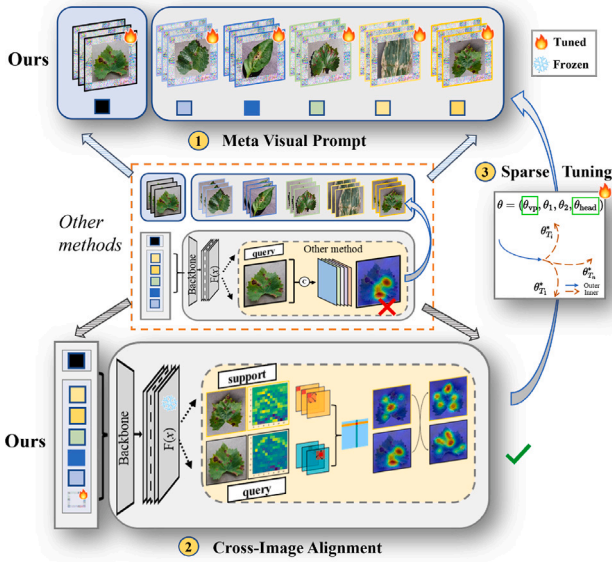 Ours
Tuned
Frozen
1 Meta Visual Prompt
3 Sparse Tuning
θ = (θvp, θ1, θ2, θhead)
θ*Ti
θ*Tn
θ*T1
Outer
Inner
Other
methods
Backbone
F(x)
query
Other method
C
Ours
Backbone
F(x)
support
query
2 Cross-Image Alignment